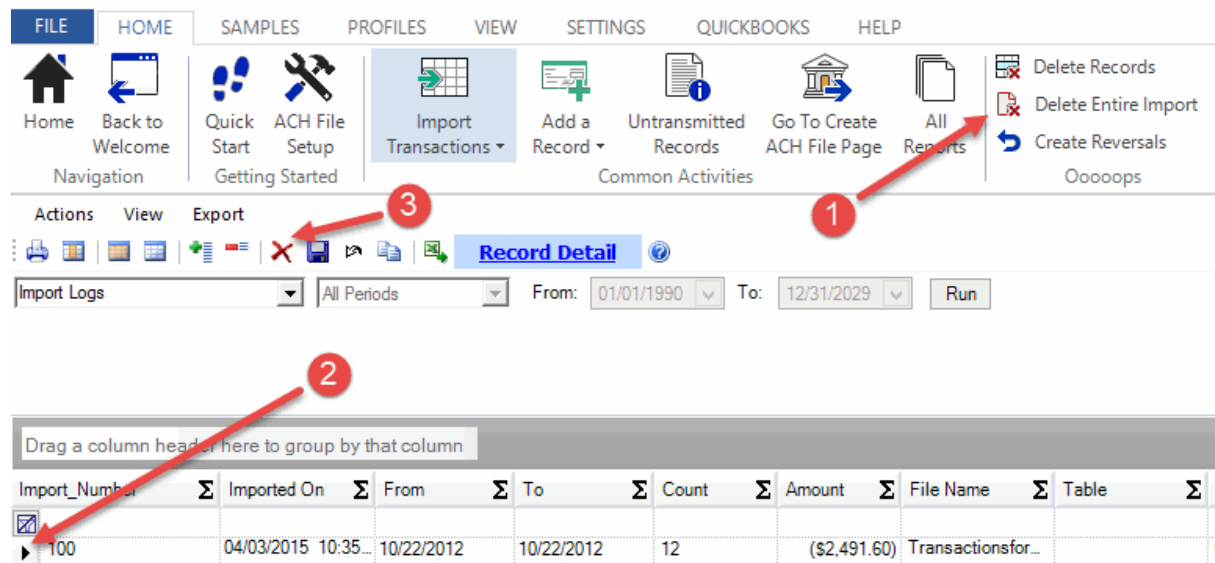 FILE HOME SAMPLES PROFILES VIEW SETTINGS QUICKBOOKS HELP
Home Back to Welcome Quick Start ACH File Setup Import Transactions Add a Record Untransmitted Records Go To Create ACH File Page All Reports
Delete Records
Delete Entire Import
Create Reversals
Navigation Getting Started Common Activities Ooooops
1
3
Actions View Export
Record Detail
Import Logs All Periods From: 01/01/1990 To: 12/31/2029 Run
2
Drag a column header here to group by that column
Import_Number Σ Imported On Σ From Σ To Σ Count Σ Amount Σ File Name Σ Table Σ
100 04/03/2015 10:35... 10/22/2012 10/22/2012 12 ($2,491.60) Transactionsfor...